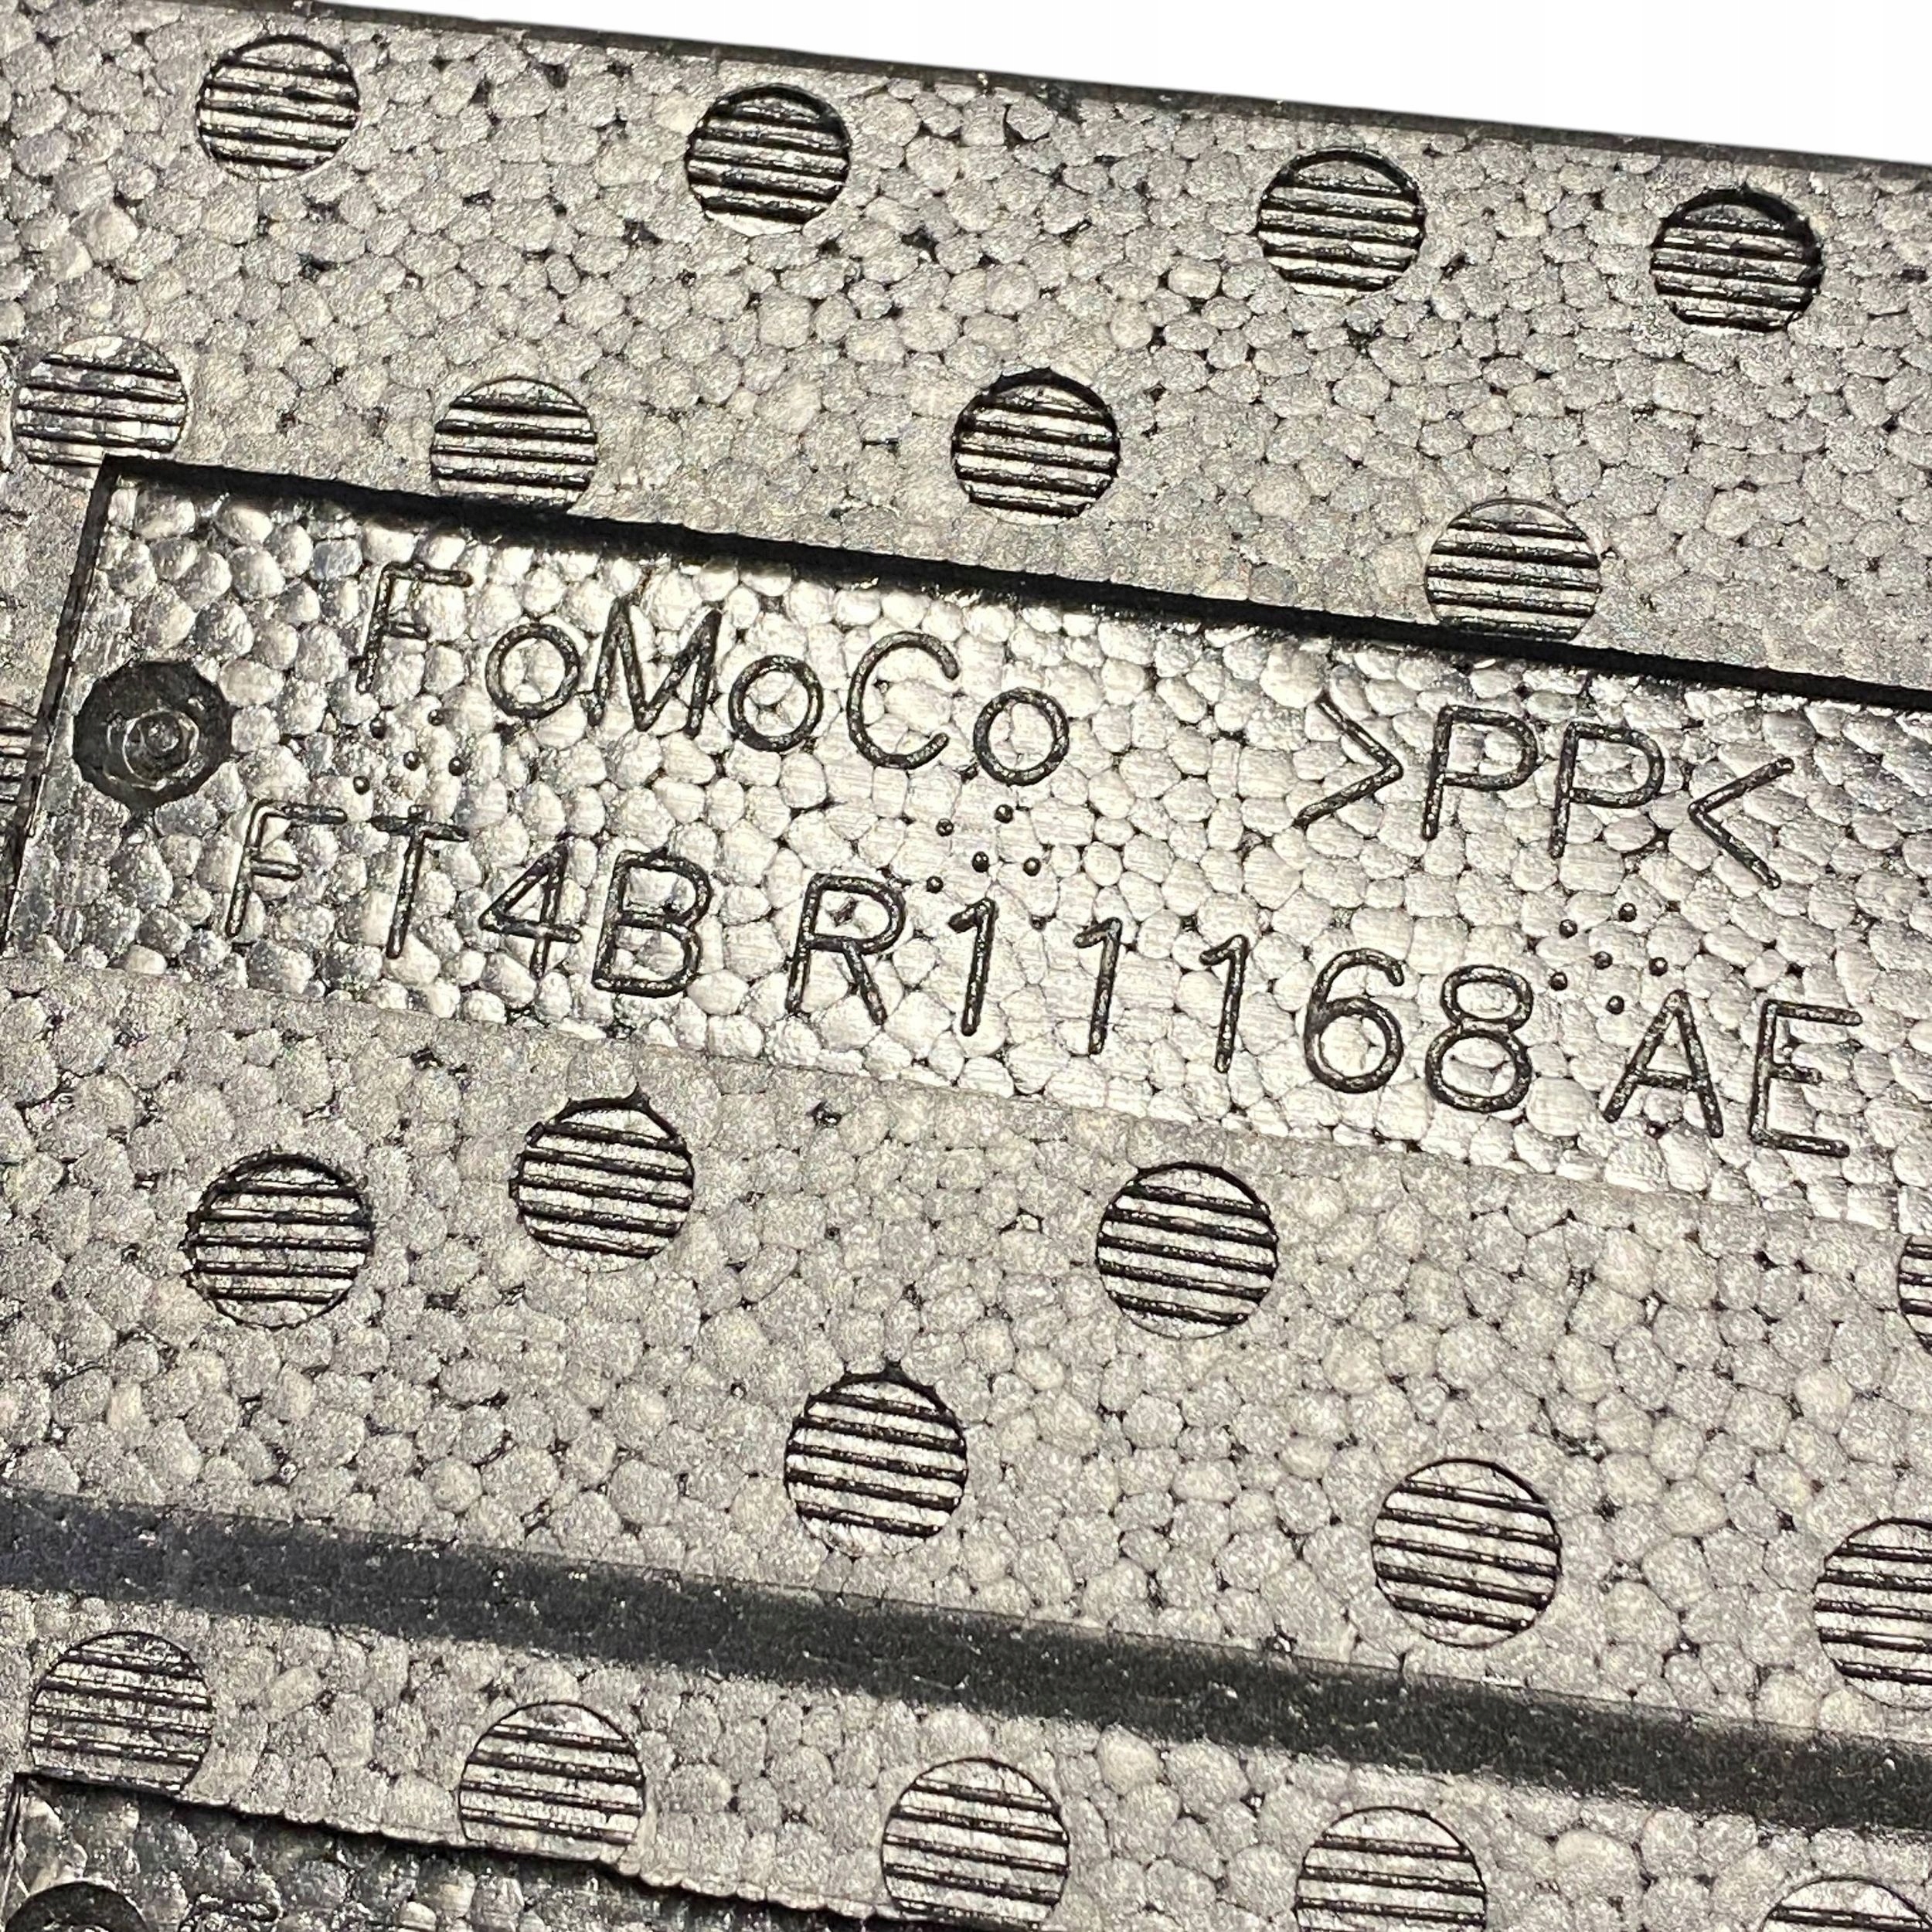 FoMoCo >PP<
FT4B R11168 AE